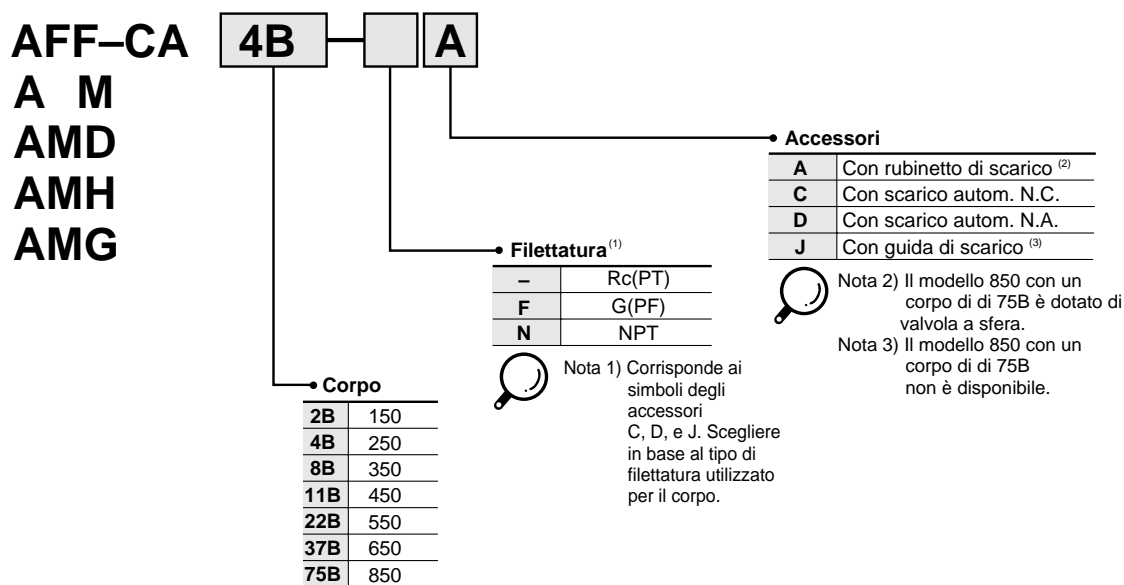 AFF–CA 4B – A
A M
AMD
AMH
AMG
Accessori
A Con rubinetto di scarico (2)
C Con scarico autom. N.C.
D Con scarico autom. N.A.
J Con guida di scarico (3)
Nota 2) Il modello 850 con un
corpo di di 75B è dotato di
valvola a sfera.
Nota 3) Il modello 850 con un
corpo di di 75B
non è disponibile.
Filettatura (1)
– Rc(PT)
F G(PF)
N NPT
Nota 1) Corrisponde ai
simboli degli
accessori
C, D, e J. Scegliere
in base al tipo di
filettatura utilizzato
per il corpo.
Corpo
2B 150
4B 250
8B 350
11B 450
22B 550
37B 650
75B 850